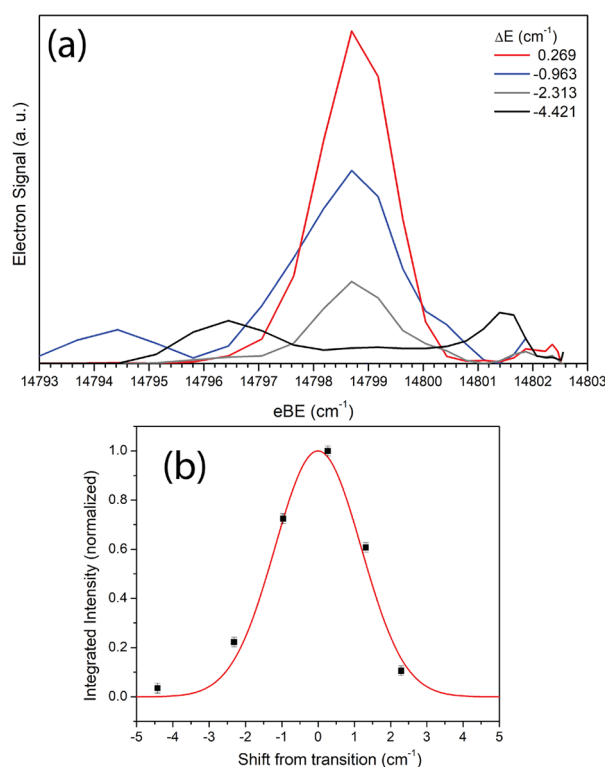 (a)
ΔE (cm⁻¹)
0.269
-0.963
-2.313
-4.421
Electron Signal (a. u.)
14793 14794 14795 14796 14797 14798 14799 14800 14801 14802 14803
eBE (cm⁻¹)
(b)
1.0
0.8
0.6
0.4
0.2
0.0
Integrated Intensity (normalized)
-5 -4 -3 -2 -1 0 1 2 3 4 5
Shift from transition (cm⁻¹)